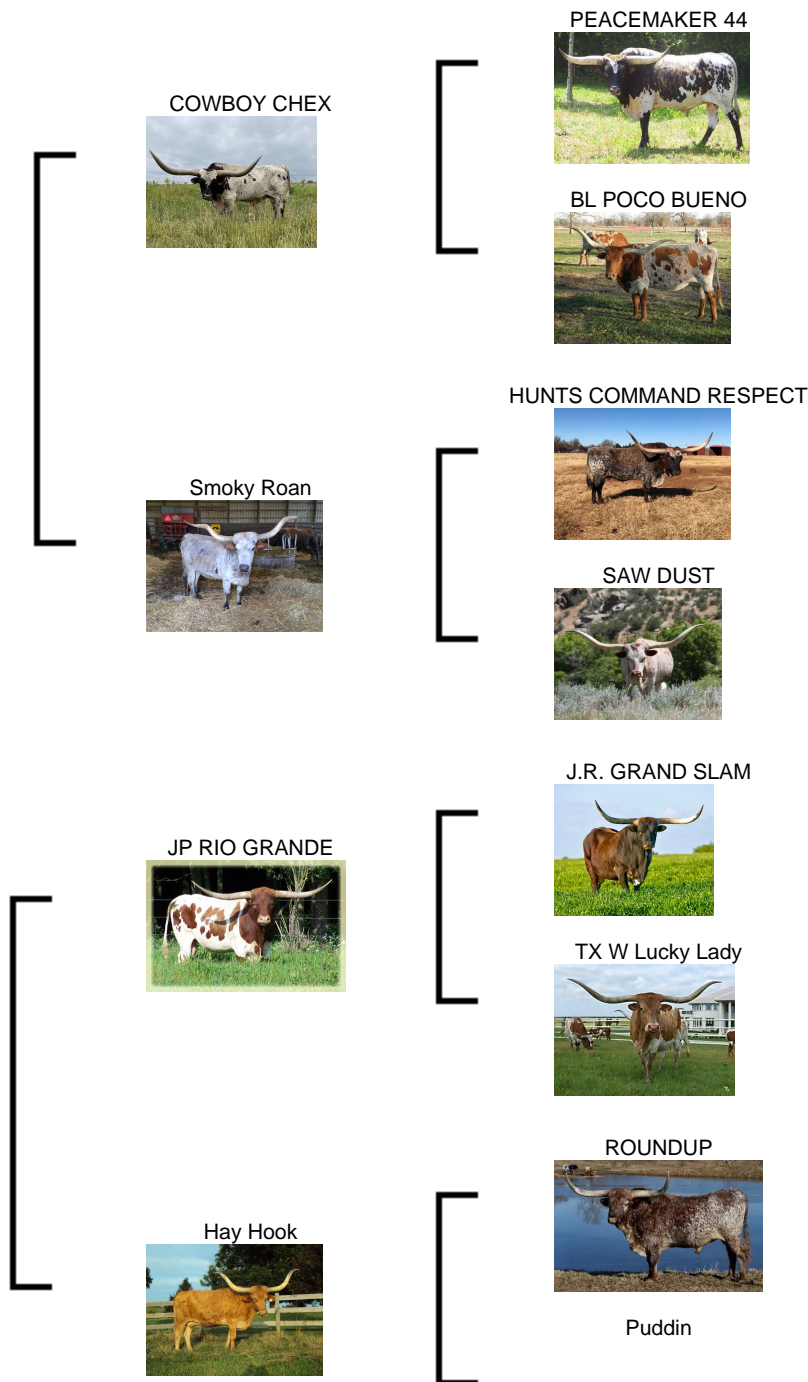 PEACEMAKER 44
COWBOY CHEX
BL POCO BUENO
HUNTS COMMAND RESPECT
Smoky Roan
SAW DUST
J.R. GRAND SLAM
JP RIO GRANDE
TX W Lucky Lady
ROUNDUP
Hay Hook
Puddin